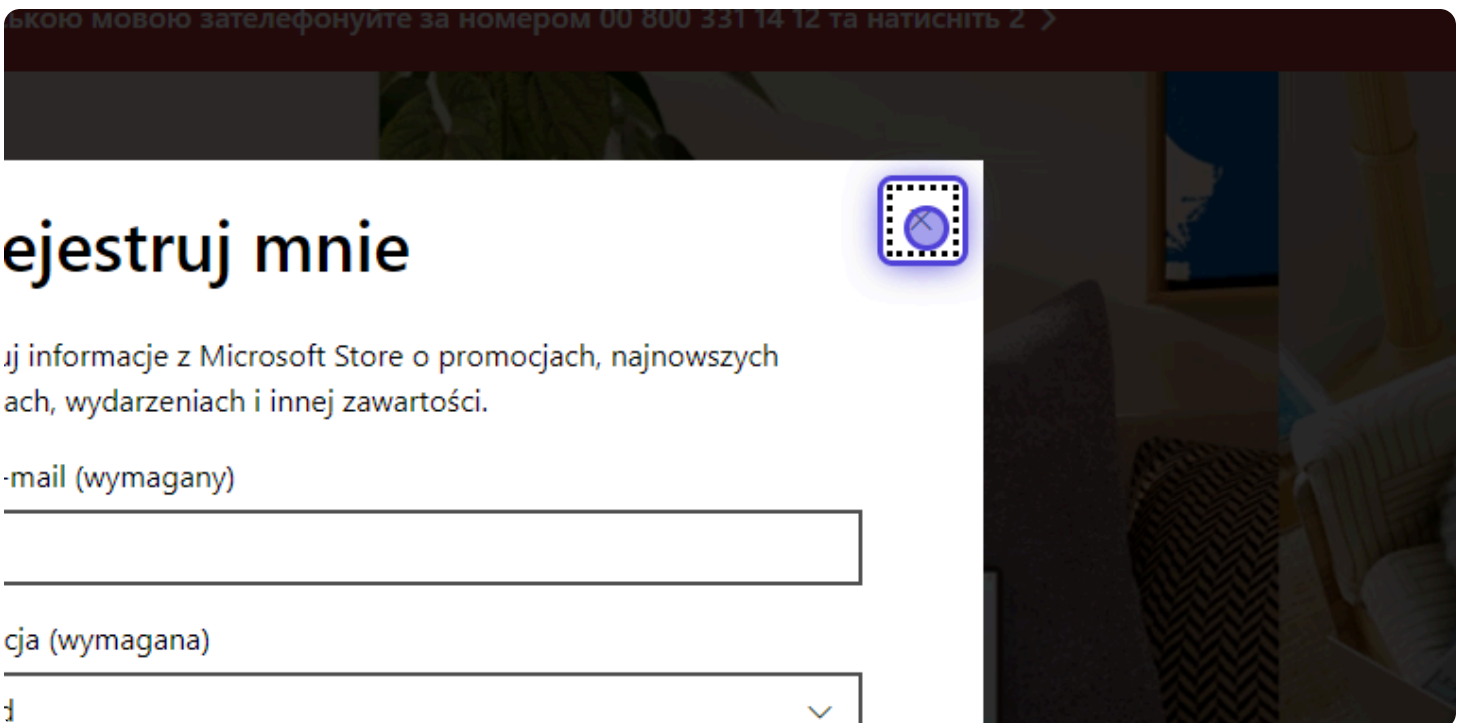 ькою мовою зателефонуйте за номером 00 800 331 14 12 та натисніть 2
ejestruj mnie
uj informacje z Microsoft Store o promocjach, najnowszych
ach, wydarzeniach i innej zawartości.
-mail (wymagany)
cja (wymagana)
d